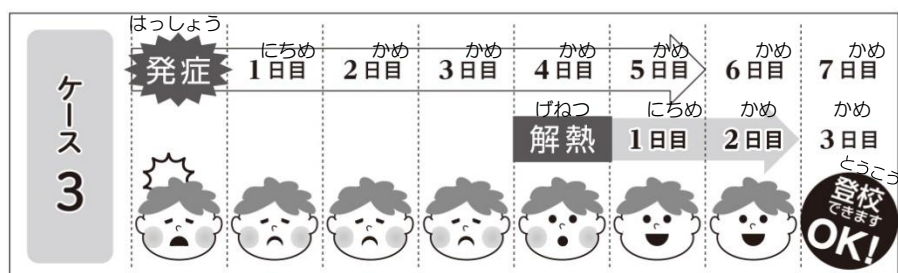 ケース3
はっしょう にちめ かめ かめ かめ かめ かめ かめ
発症 1日目 2日目 3日目 4日目 5日目 6日目 7日目
げねつ にちめ かめ かめ
解熱 1日目 2日目 3日目
とうこう
登校
できます
OK!